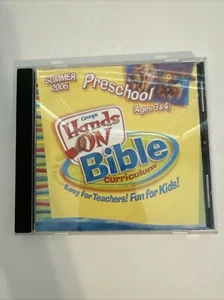 SUMMER
2006
Preschool
Ages 3&4
Group's
Hands
ON
Bible
Curriculum
Easy for Teachers! Fun for Kids!